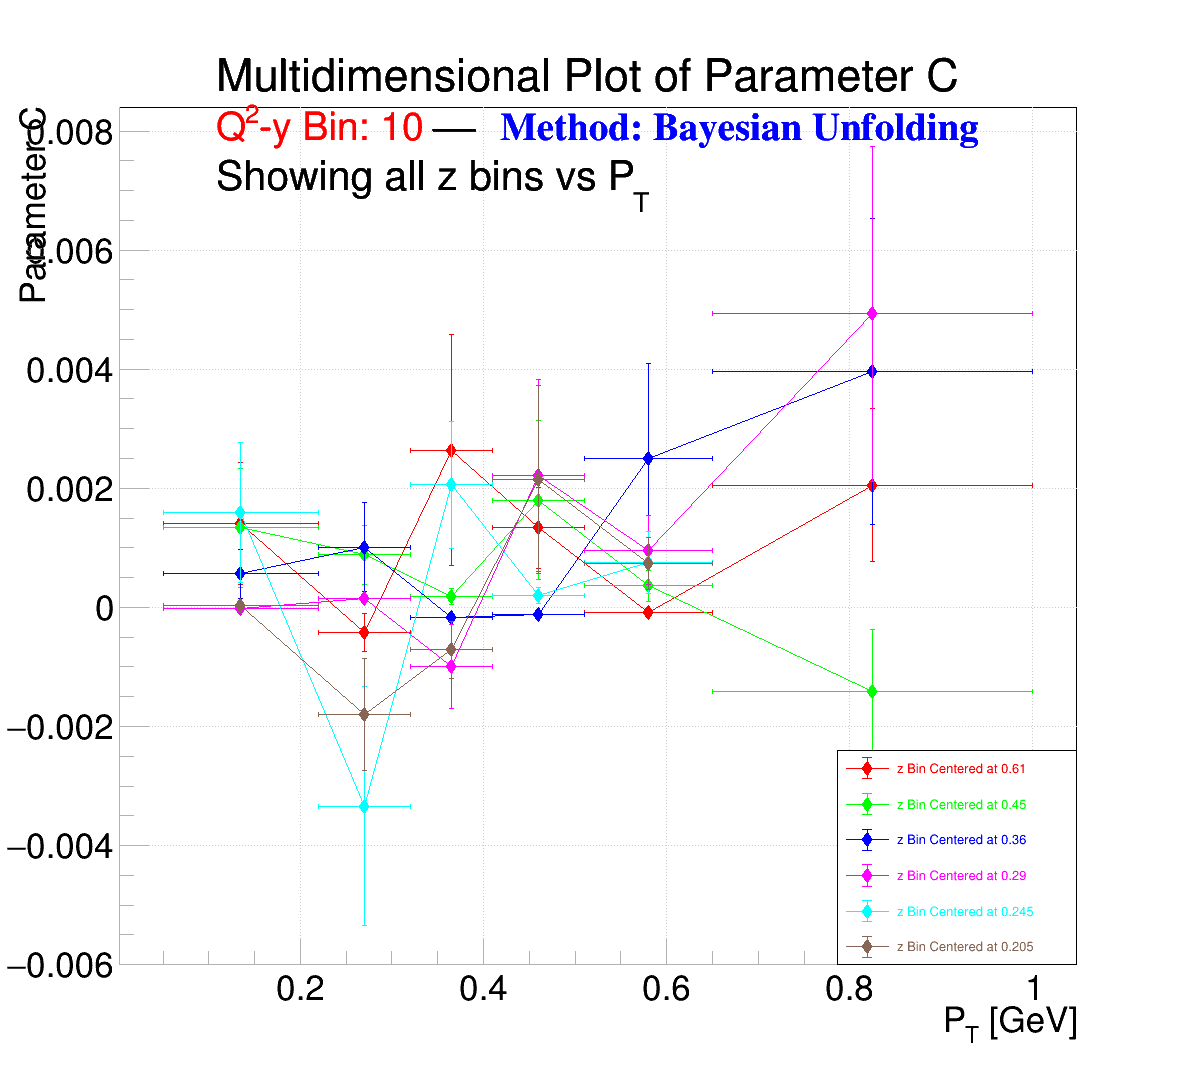 Multidimensional Plot of Parameter C
Q²-y Bin: 10 — Method: Bayesian Unfolding
Showing all z bins vs P_T
Parameter C
0.008
0.006
0.004
0.002
0
−0.002
−0.004
−0.006
z Bin Centered at 0.61
z Bin Centered at 0.45
z Bin Centered at 0.36
z Bin Centered at 0.29
z Bin Centered at 0.245
z Bin Centered at 0.205
0.2 0.4 0.6 0.8 1
P_T [GeV]